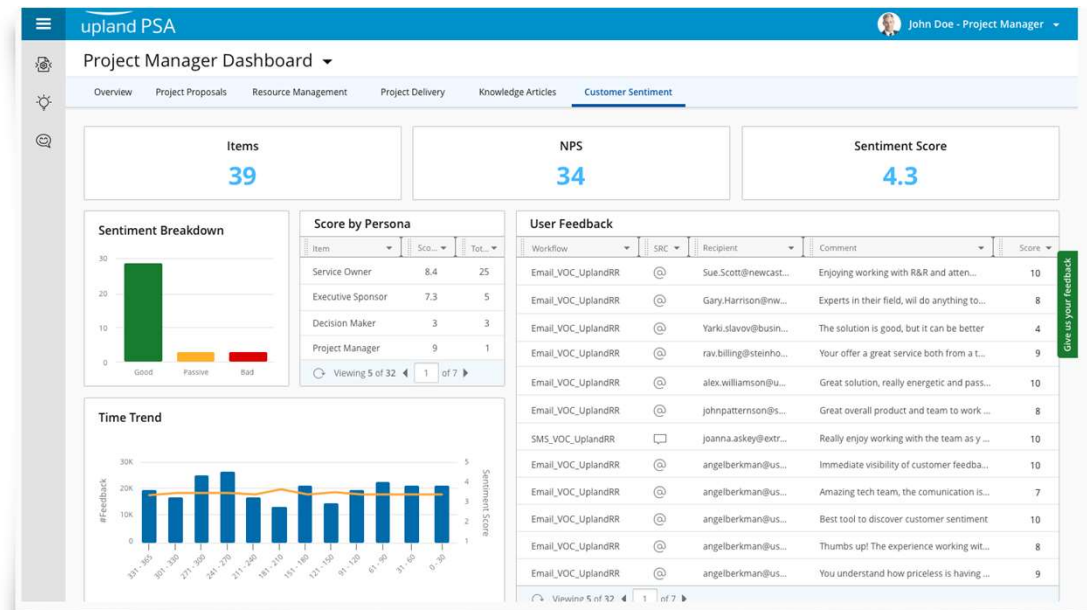 upland PSA
John Doe - Project Manager
Project Manager Dashboard
Overview Project Proposals Resource Management Project Delivery Knowledge Articles Customer Sentiment
Items NPS Sentiment Score
39 34 4.3
Sentiment Breakdown
30
20
10
0
Good Passive Bad
Score by Persona
Item Sco... Tot...
Service Owner 8.4 25
Executive Sponsor 7.3 5
Decision Maker 3 3
Project Manager 9 1
Viewing 5 of 32 1 of 7
User Feedback
Workflow SRC Recipient Comment Score
Email_VOC_UplandRR @ Sue.Scott@newcast... Enjoying working with R&R and atten... 10
Email_VOC_UplandRR @ Gary.Harrison@nw... Experts in their field, wil do anything to... 8
Email_VOC_UplandRR @ Yarki.slavov@busin... The solution is good, but it can be better 4
Email_VOC_UplandRR @ rav.billing@steinho... Your offer a great service both from a t... 9
Email_VOC_UplandRR @ alex.williamson@u... Great solution, really energetic and pass... 10
Email_VOC_UplandRR @ johnpatternson@s... Great overall product and team to work ... 8
SMS_VOC_UplandRR joanna.askey@extr... Really enjoy working with the team as y ... 10
Email_VOC_UplandRR @ angelberkman@us... Immediate visibility of customer feedba... 10
Email_VOC_UplandRR @ angelberkman@us... Amazing tech team, the comunication is... 7
Email_VOC_UplandRR @ angelberkman@us... Best tool to discover customer sentiment 10
Email_VOC_UplandRR @ angelberkman@us... Thumbs up! The experience working wit... 8
Email_VOC_UplandRR @ angelberkman@us... You understand how priceless is having ... 9
Viewing 5 of 32 1 of 7
Give us your feedback
Time Trend
#Feedback
30K
20K
10K
0
5
4
3
2
1
Sentiment Score
331 - 365 301 - 330 271 - 300 241 - 270 211 - 240 181 - 210 151 - 180 121 - 150 91 - 120 61 - 90 31 - 60 0 - 30